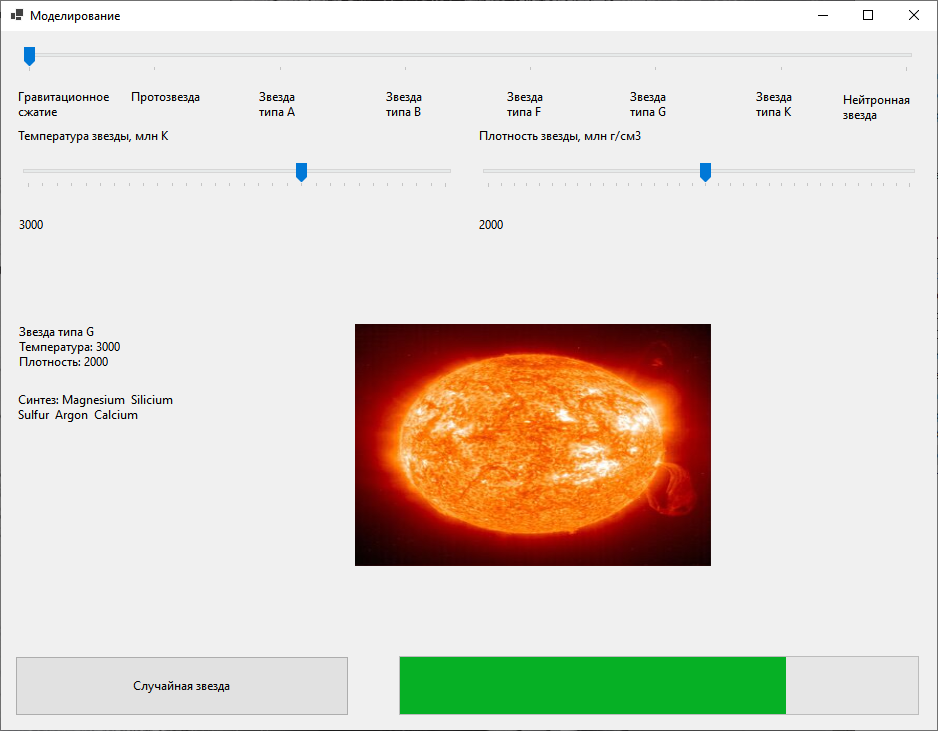 Моделирование
Гравитационное сжатие
Протозвезда
Звезда типа A
Звезда типа B
Звезда типа F
Звезда типа G
Звезда типа K
Нейтронная звезда
Температура звезды, млн К
Плотность звезды, млн г/см3
3000
2000
Звезда типа G
Температура: 3000
Плотность: 2000
Синтез: Magnesium Silicium
Sulfur Argon Calcium
Случайная звезда